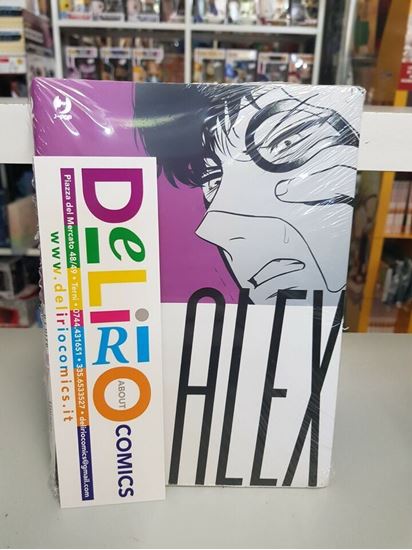 J-POP
ALEX
DeLiRiO
ABOUT
COMICS
Piazza del Mercato 48/49 • Terni • 0744.431651 • 335.6533527 • deliriocomics@gmail.com
www.deliriocomics.it